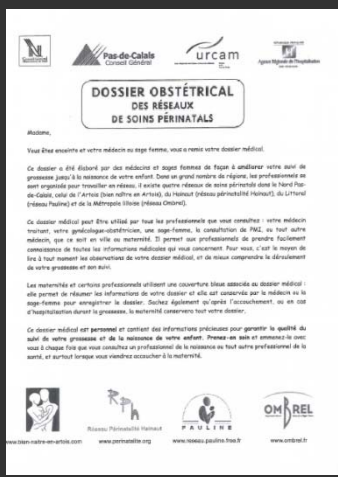 Pas-de-Calais
Conseil Général
urcam
Agence Régionale de l'Hospitalisation
DOSSIER OBSTÉTRICAL
DES RÉSEAUX
DE SOINS PÉRINATALS
Madame,
Vous êtes enceinte et votre médecin ou sage femme, vous a remis votre dossier médical.
Ce dossier a été élaboré par des médecins et sages femmes de façon à améliorer votre suivi de
grossesse jusqu'à la naissance de votre enfant. Dans un grand nombre de régions, les professionnels se
sont organisés pour travailler en réseau, il existe quatre réseaux de soins périnatals dans le Nord Pas-
de-Calais, celui de l'Artois (bien naître en Artois), du Hainaut (réseau périnatalité Hainaut), du Littoral
(réseau Pauline) et de la Métropole lilloise (réseau Ombrel).
Ce dossier médical peut être utilisé par tous les professionnels que vous consultez : votre médecin
traitant, votre gynécologue-obstétricien, une sage-femme, la consultation de PMI, ou tout autre
médecin, que ce soit en ville ou maternité. Il permet aux professionnels de prendre facilement
connaissance de toutes les informations médicales qui vous concernent. Pour vous, c'est le moyen de
lire à tout moment les observations de votre dossier médical, et de mieux comprendre le déroulement
de votre grossesse et son suivi.
Les maternités et certains professionnels utilisent une couverture bleue associée au dossier médical :
elle permet de résumer les informations de votre dossier et elle est conservée par le médecin ou la
sage-femme pour enregistrer le dossier. Sachez également qu'après l'accouchement, ou en cas
d'hospitalisation durant la grossesse, la maternité conservera tout votre dossier.
Ce dossier médical est personnel et contient des informations précieuses pour garantir la qualité du
suivi de votre grossesse et de la naissance de votre enfant. Prenez-en soin et emmenez-le avec
vous à chaque fois que vous consultez un professionnel de la naissance ou tout autre professionnel de la
santé, et surtout lorsque vous viendrez accoucher à la maternité.
Réseau Périnatalité Hainaut
PAULINE
OMBREL
www.bien-naitre-en-artois.com
www.perinatalite.org
www.reseau.pauline.free.fr
www.ombrel.fr